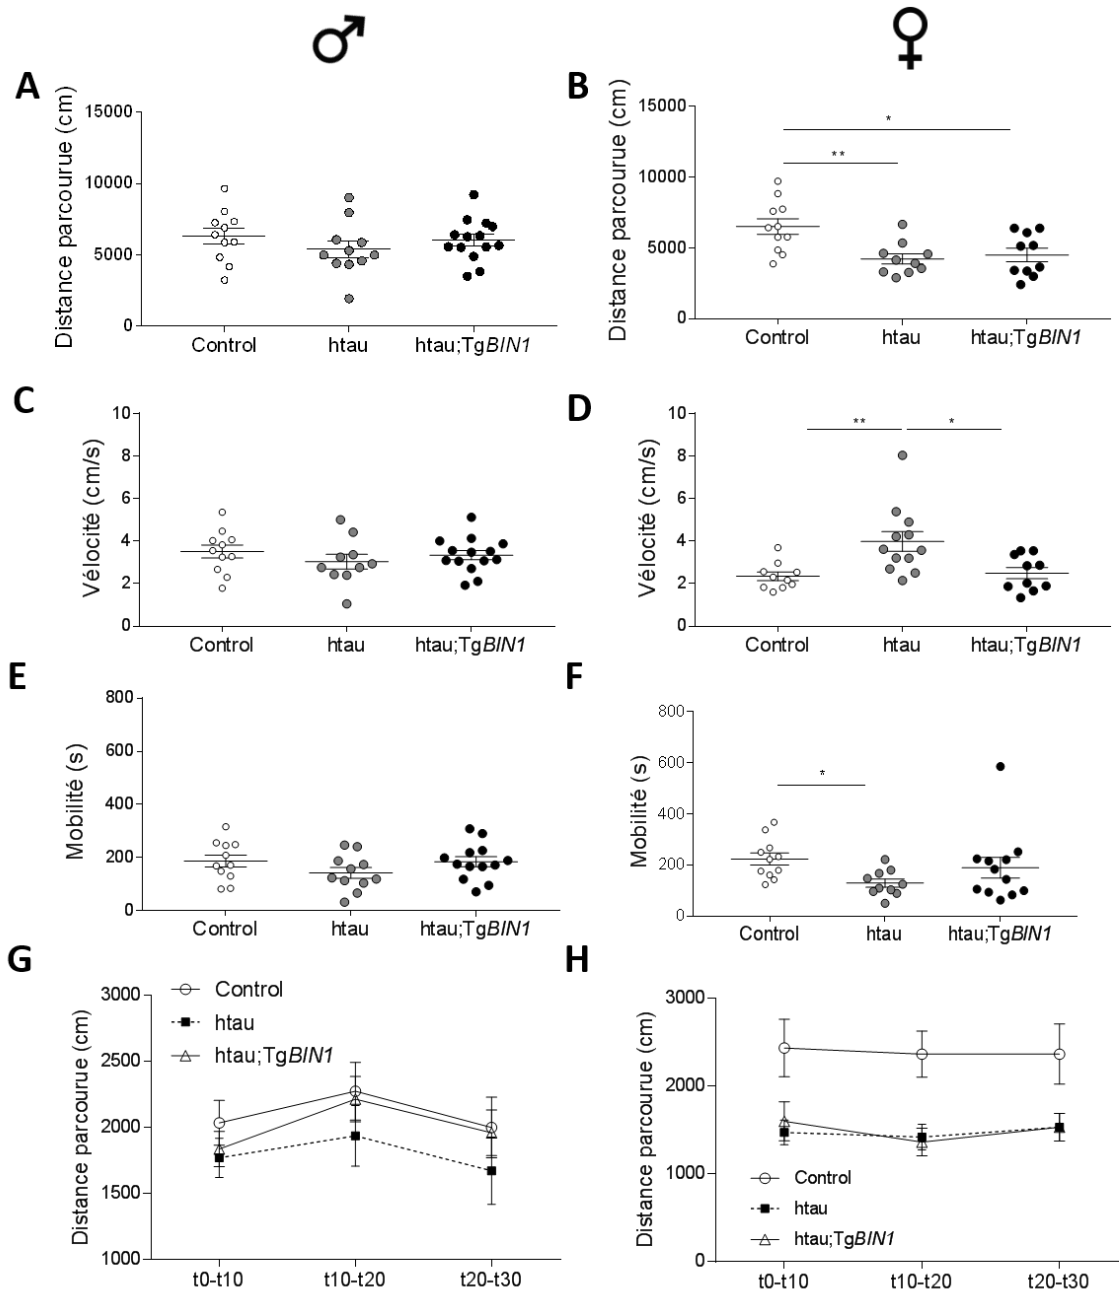 ♂ ♀
A
Distance parcourue (cm)
15000
10000
5000
0
Control htau htau;TgBIN1
B
Distance parcourue (cm)
15000
10000
5000
0
* 
**
Control htau htau;TgBIN1
C
Vélocité (cm/s)
10
8
6
4
2
0
Control htau htau;TgBIN1
D
Vélocité (cm/s)
10
8
6
4
2
0
** *
Control htau htau;TgBIN1
E
Mobilité (s)
800
600
400
200
0
Control htau htau;TgBIN1
F
Mobilité (s)
800
600
400
200
0
*
Control htau htau;TgBIN1
G
Distance parcourue (cm)
3000
2500
2000
1500
1000
Control
htau
htau;TgBIN1
t0-t10 t10-t20 t20-t30
H
Distance parcourue (cm)
3000
2000
1000
0
Control
htau
htau;TgBIN1
t0-t10 t10-t20 t20-t30